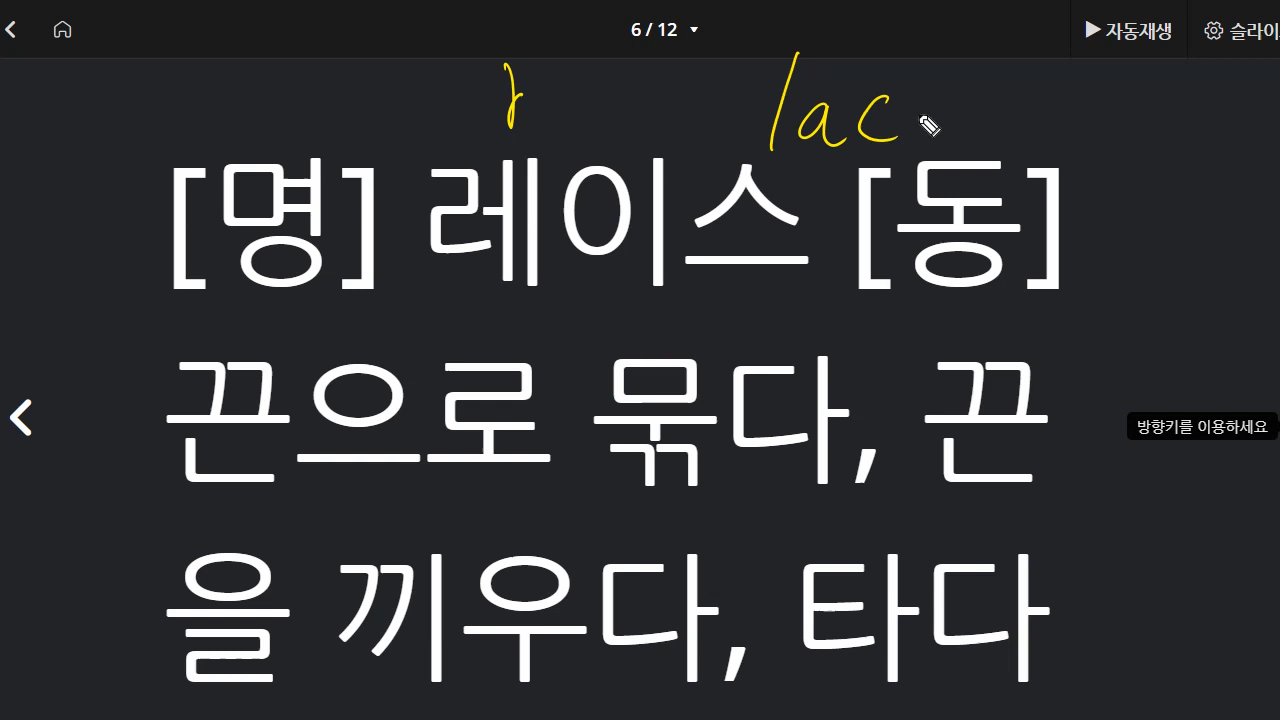 6 / 12
자동재생
슬라이
r
lac
[명] 레이스 [동]
끈으로 묶다, 끈
을 끼우다, 타다
방향키를 이용하세요